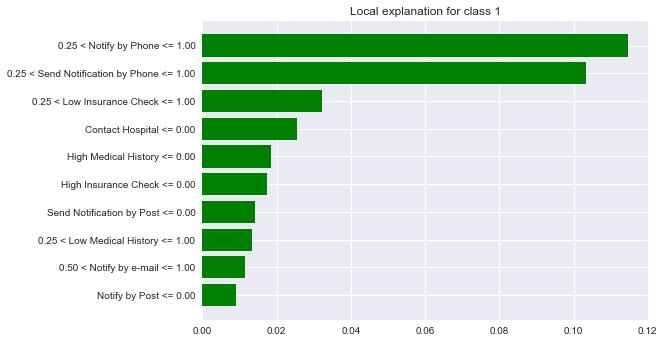 Local explanation for class 1
0.25 < Notify by Phone <= 1.00
0.25 < Send Notification by Phone <= 1.00
0.25 < Low Insurance Check <= 1.00
Contact Hospital <= 0.00
High Medical History <= 0.00
High Insurance Check <= 0.00
Send Notification by Post <= 0.00
0.25 < Low Medical History <= 1.00
0.50 < Notify by e-mail <= 1.00
Notify by Post <= 0.00
0.00 0.02 0.04 0.06 0.08 0.10 0.12